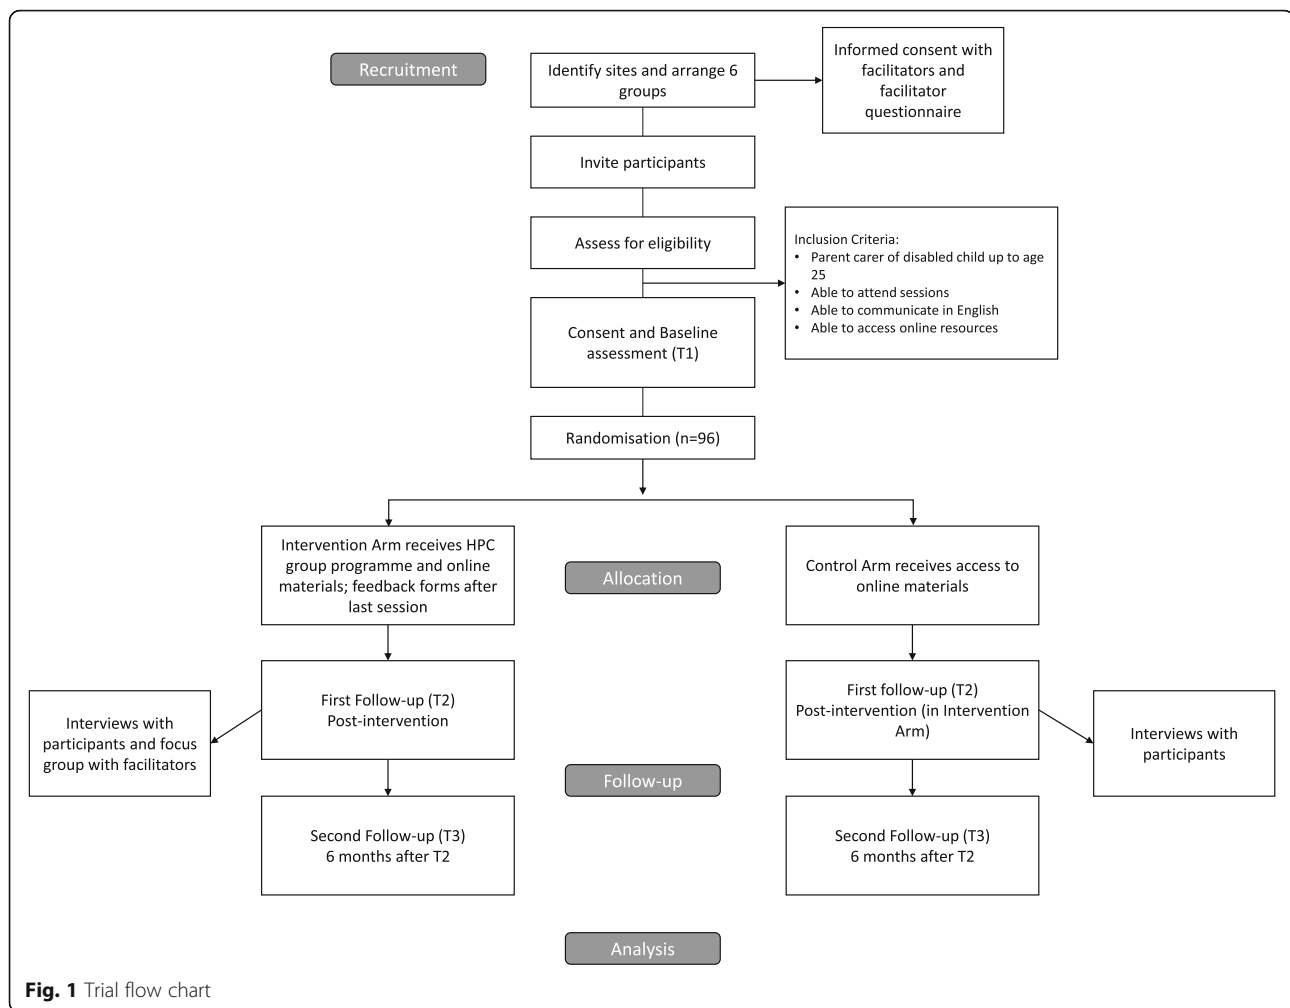 Recruitment
Identify sites and arrange 6
groups
Informed consent with
facilitators and
facilitator
questionnaire
Invite participants
Assess for eligibility
Inclusion Criteria:
• Parent carer of disabled child up to age
25
• Able to attend sessions
• Able to communicate in English
• Able to access online resources
Consent and Baseline
assessment (T1)
Randomisation (n=96)
Intervention Arm receives HPC
group programme and online
materials; feedback forms after
last session
Allocation
Control Arm receives access to
online materials
First Follow-up (T2)
Post-intervention
First follow-up (T2)
Post-intervention (in Intervention
Arm)
Interviews with
participants and focus
group with facilitators
Interviews with
participants
Follow-up
Second Follow-up (T3)
6 months after T2
Second Follow-up (T3)
6 months after T2
Analysis
Fig. 1 Trial flow chart